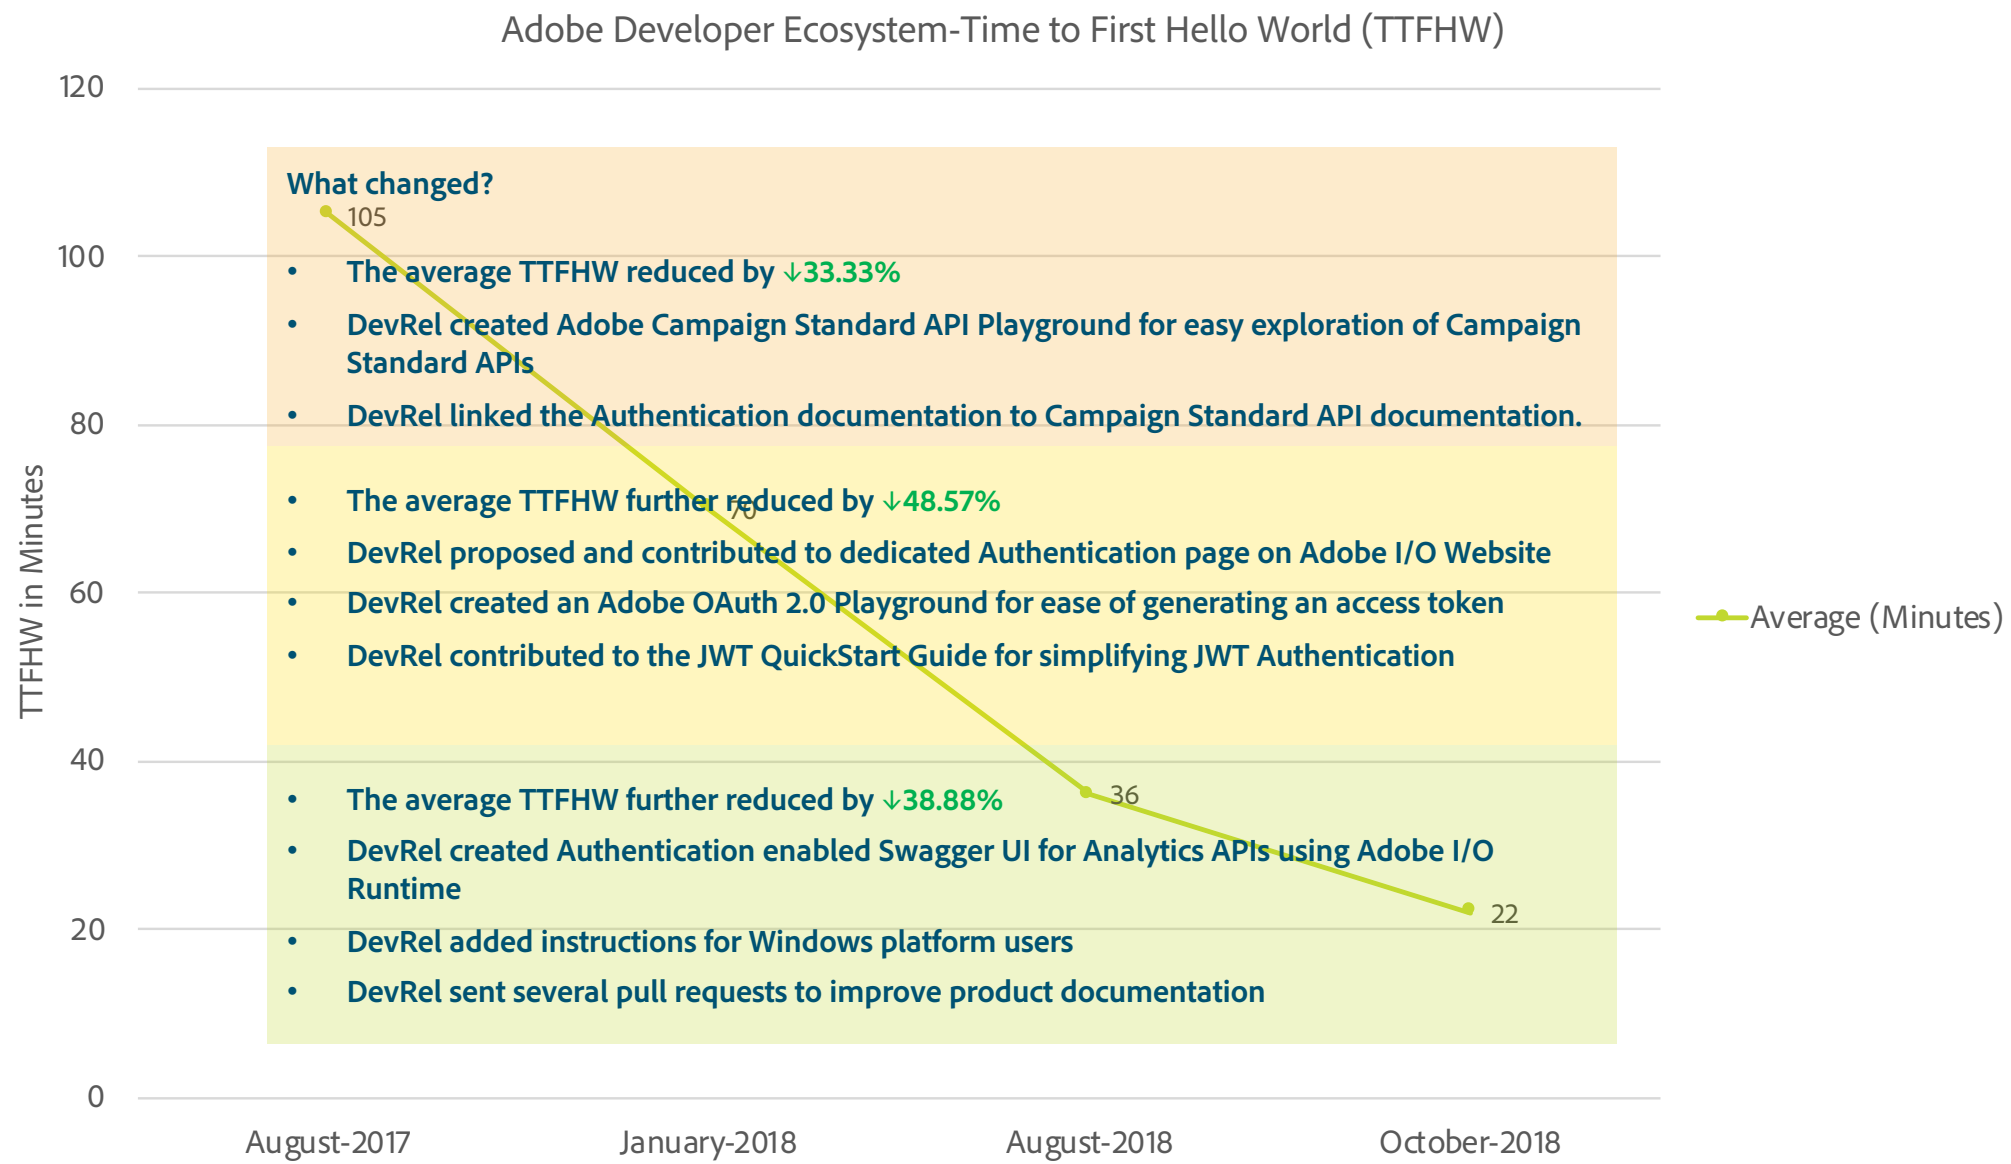 Adobe Developer Ecosystem-Time to First Hello World (TTFHW)
120
100
80
60
40
20
0
TTFHW in Minutes
What changed?
105
• The average TTFHW reduced by ↓33.33%
• DevRel created Adobe Campaign Standard API Playground for easy exploration of Campaign
Standard APIs
• DevRel linked the Authentication documentation to Campaign Standard API documentation.
• The average TTFHW further reduced by ↓48.57%
70
• DevRel proposed and contributed to dedicated Authentication page on Adobe I/O Website
• DevRel created an Adobe OAuth 2.0 Playground for ease of generating an access token
• DevRel contributed to the JWT QuickStart Guide for simplifying JWT Authentication
36
• The average TTFHW further reduced by ↓38.88%
• DevRel created Authentication enabled Swagger UI for Analytics APIs using Adobe I/O
Runtime
22
• DevRel added instructions for Windows platform users
• DevRel sent several pull requests to improve product documentation
Average (Minutes)
August-2017
January-2018
August-2018
October-2018